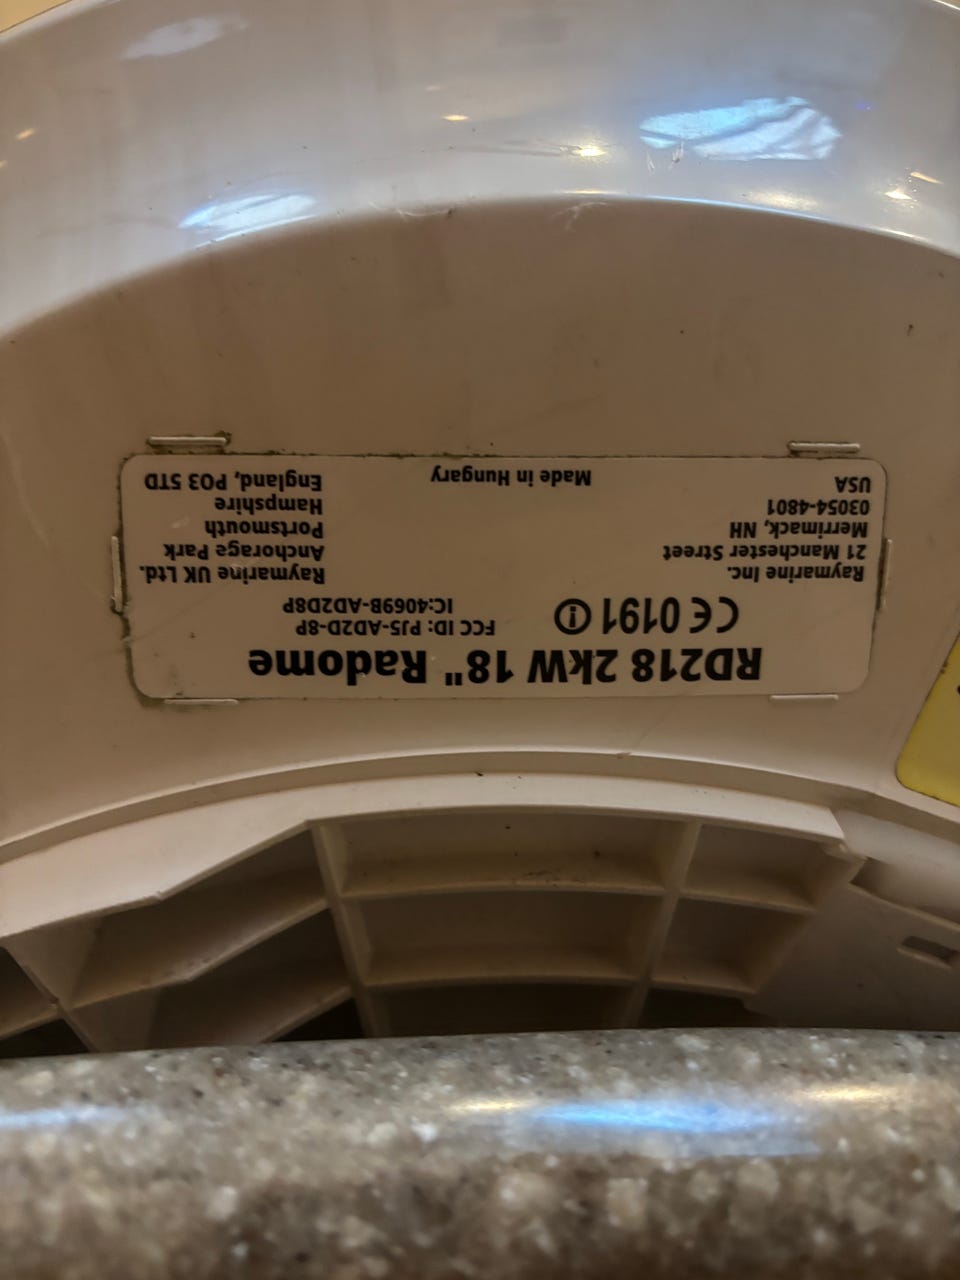 RD218 2kW 18" Radome
CE 0191
FCC ID: PJ5-AD2D-8P
IC:4069B-AD2D8P
Raymarine Inc.
21 Manchester Street
Merrimack, NH
03054-4801
USA
Raymarine UK Ltd.
Anchorage Park
Portsmouth
Hampshire
England, PO3 5TD
Made in Hungary